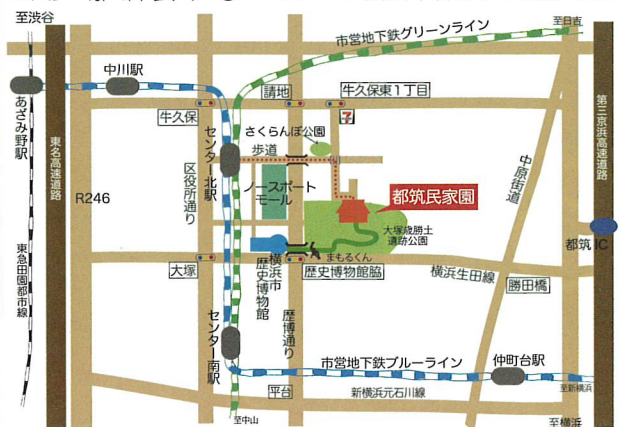 至渋谷
市営地下鉄グリーンライン
至日吉
中川駅
あざみ野駅
請地
牛久保東1丁目
牛久保
7
さくらんぼ公園
歩道
センター北駅
東名高速道路
第三京浜高速道路
R246
区役所通り
ノースポート
モール
都筑民家園
中原街道
大塚歳勝土
遺跡公園
都筑IC
東急田園都市線
まもるくん
大塚
横浜市
歴史博物館
歴史博物館脇
横浜生田線
勝田橋
センター南駅
歴博通り
市営地下鉄ブルーライン
仲町台駅
至新横浜
平台
新横浜元石川線
至中山
至横浜